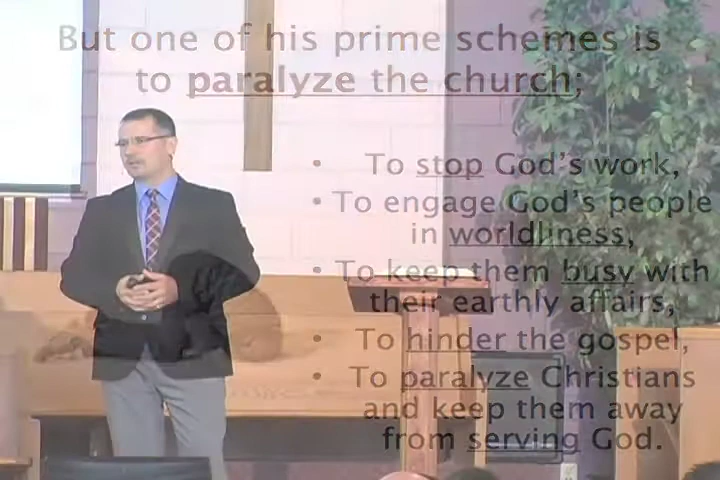 But one of his prime schemes is
to paralyze the church;
• To stop God's work,
• To engage God's people
in worldliness,
• To keep them busy with
their earthly affairs,
• To hinder the gospel,
• To paralyze Christians
and keep them away
from serving God.